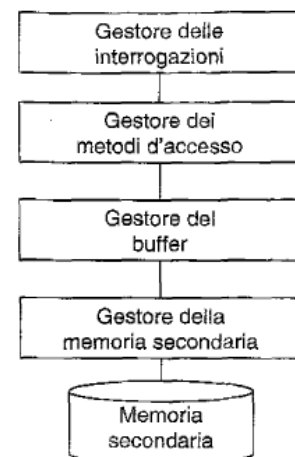 Gestore delle
interrogazioni
Gestore dei
metodi d'accesso
Gestore del
buffer
Gestore della
memoria secondaria
Memoria
secondaria